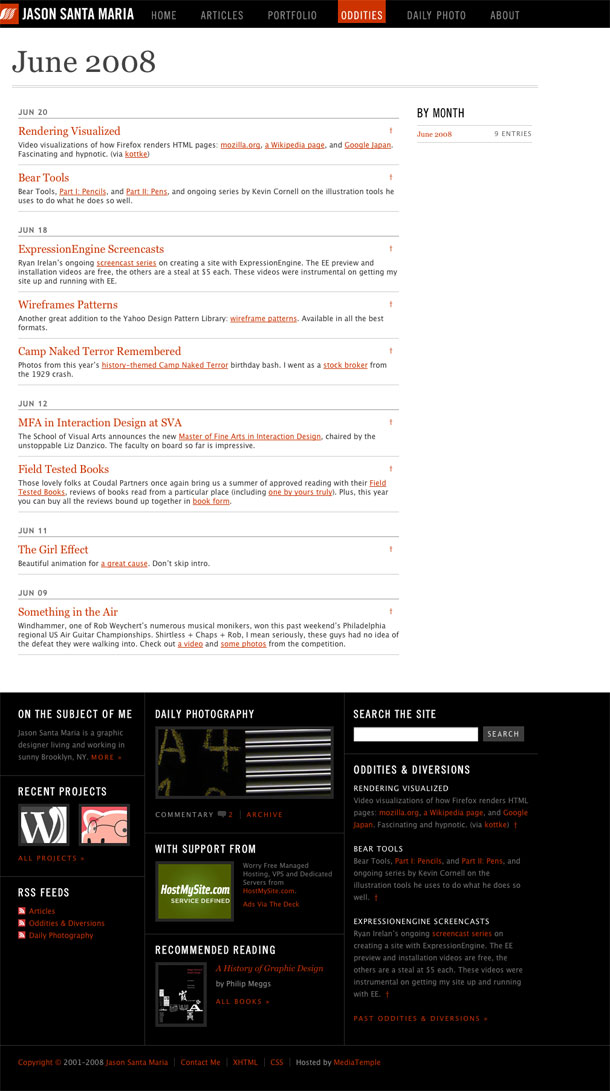 JASON SANTA MARIA HOME ARTICLES PORTFOLIO ODDITIES DAILY PHOTO ABOUT
June 2008
JUN 20
Rendering Visualized †
Video visualizations of how Firefox renders HTML pages: mozilla.org, a Wikipedia page, and Google Japan.
Fascinating and hypnotic. (via kottke)
Bear Tools †
Bear Tools, Part I: Pencils, and Part II: Pens, and ongoing series by Kevin Cornell on the illustration tools he
uses to do what he does so well.
JUN 18
ExpressionEngine Screencasts †
Ryan Irelan's ongoing screencast series on creating a site with ExpressionEngine. The EE preview and
installation videos are free, the others are a steal at $5 each. These videos were instrumental on getting my
site up and running with EE.
Wireframes Patterns †
Another great addition to the Yahoo Design Pattern Library: wireframe patterns. Available in all the best
formats.
Camp Naked Terror Remembered †
Photos from this year's history-themed Camp Naked Terror birthday bash. I went as a stock broker from
the 1929 crash.
JUN 12
MFA in Interaction Design at SVA †
The School of Visual Arts announces the new Master of Fine Arts in Interaction Design, chaired by the
unstoppable Liz Danzico. The faculty on board so far is impressive.
Field Tested Books †
Those lovely folks at Coudal Partners once again bring us a summer of approved reading with their Field
Tested Books, reviews of books read from a particular place (including one by yours truly). Plus, this year
you can buy all the reviews bound up together in book form.
JUN 11
The Girl Effect †
Beautiful animation for a great cause. Don't skip intro.
JUN 09
Something in the Air †
Windhammer, one of Rob Weychert's numerous musical monikers, won this past weekend's Philadelphia
regional US Air Guitar Championships. Shirtless + Chaps + Rob, I mean seriously, these guys had no idea of
the defeat they were walking into. Check out a video and some photos from the competition.
BY MONTH
June 2008 9 ENTRIES
ON THE SUBJECT OF ME
Jason Santa Maria is a graphic
designer living and working in
sunny Brooklyn, NY. MORE »
RECENT PROJECTS
W
ALL PROJECTS »
RSS FEEDS
Articles
Oddities & Diversions
Daily Photography
DAILY PHOTOGRAPHY
A 4
COMMENTARY 2 ARCHIVE
WITH SUPPORT FROM
HostMySite.com
SERVICE DEFINED
Worry Free Managed
Hosting, VPS and Dedicated
Servers from
HostMySite.com.
Ads Via The Deck
RECOMMENDED READING
A History of Graphic Design
by Philip Meggs
ALL BOOKS »
SEARCH THE SITE
SEARCH
ODDITIES & DIVERSIONS
RENDERING VISUALIZED
Video visualizations of how Firefox renders HTML
pages: mozilla.org, a Wikipedia page, and Google
Japan. Fascinating and hypnotic. (via kottke) †
BEAR TOOLS
Bear Tools, Part I: Pencils, and Part II: Pens, and
ongoing series by Kevin Cornell on the
illustration tools he uses to do what he does so
well. †
EXPRESSIONENGINE SCREENCASTS
Ryan Irelan's ongoing screencast series on
creating a site with ExpressionEngine. The EE
preview and installation videos are free, the
others are a steal at $5 each. These videos were
instrumental on getting my site up and running
with EE. †
PAST ODDITIES & DIVERSIONS »
Copyright © 2001-2008 Jason Santa Maria | Contact Me | XHTML | CSS | Hosted by MediaTemple